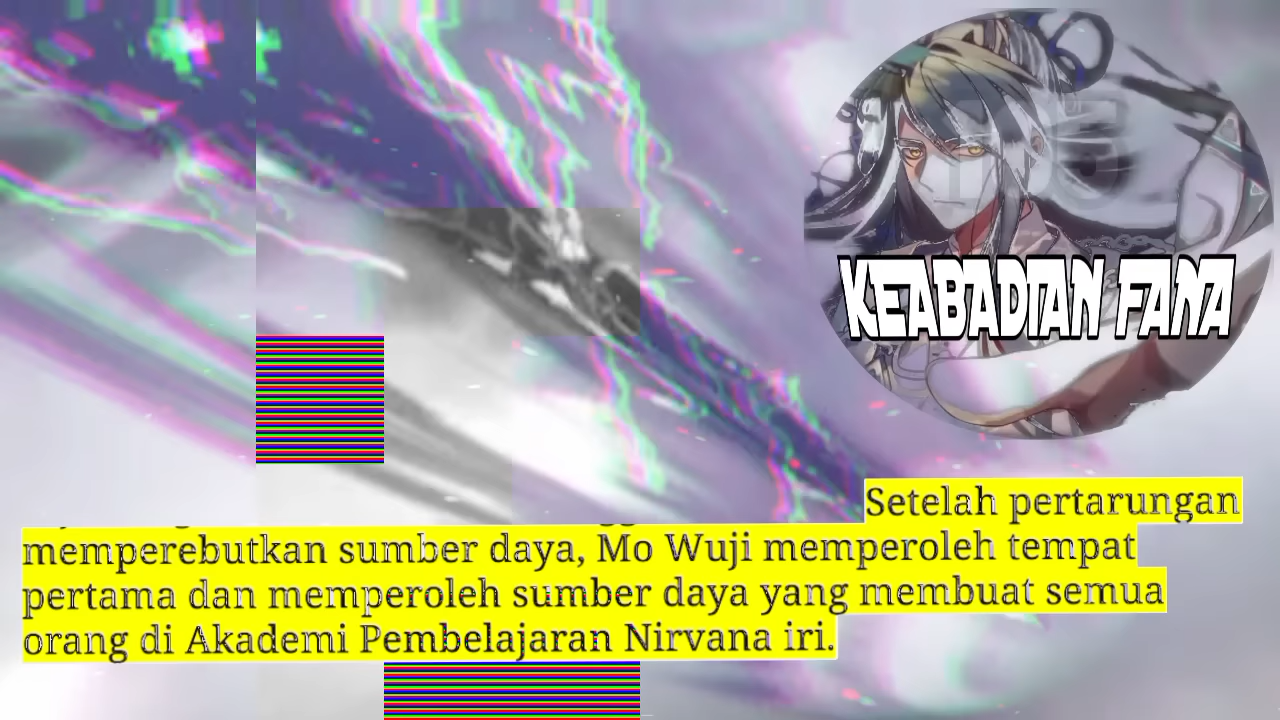 KEABADIAN FANA
Setelah pertarungan
memperebutkan sumber daya, Mo Wuji memperoleh tempat
pertama dan memperoleh sumber daya yang membuat semua
orang di Akademi Pembelajaran Nirvana iri.